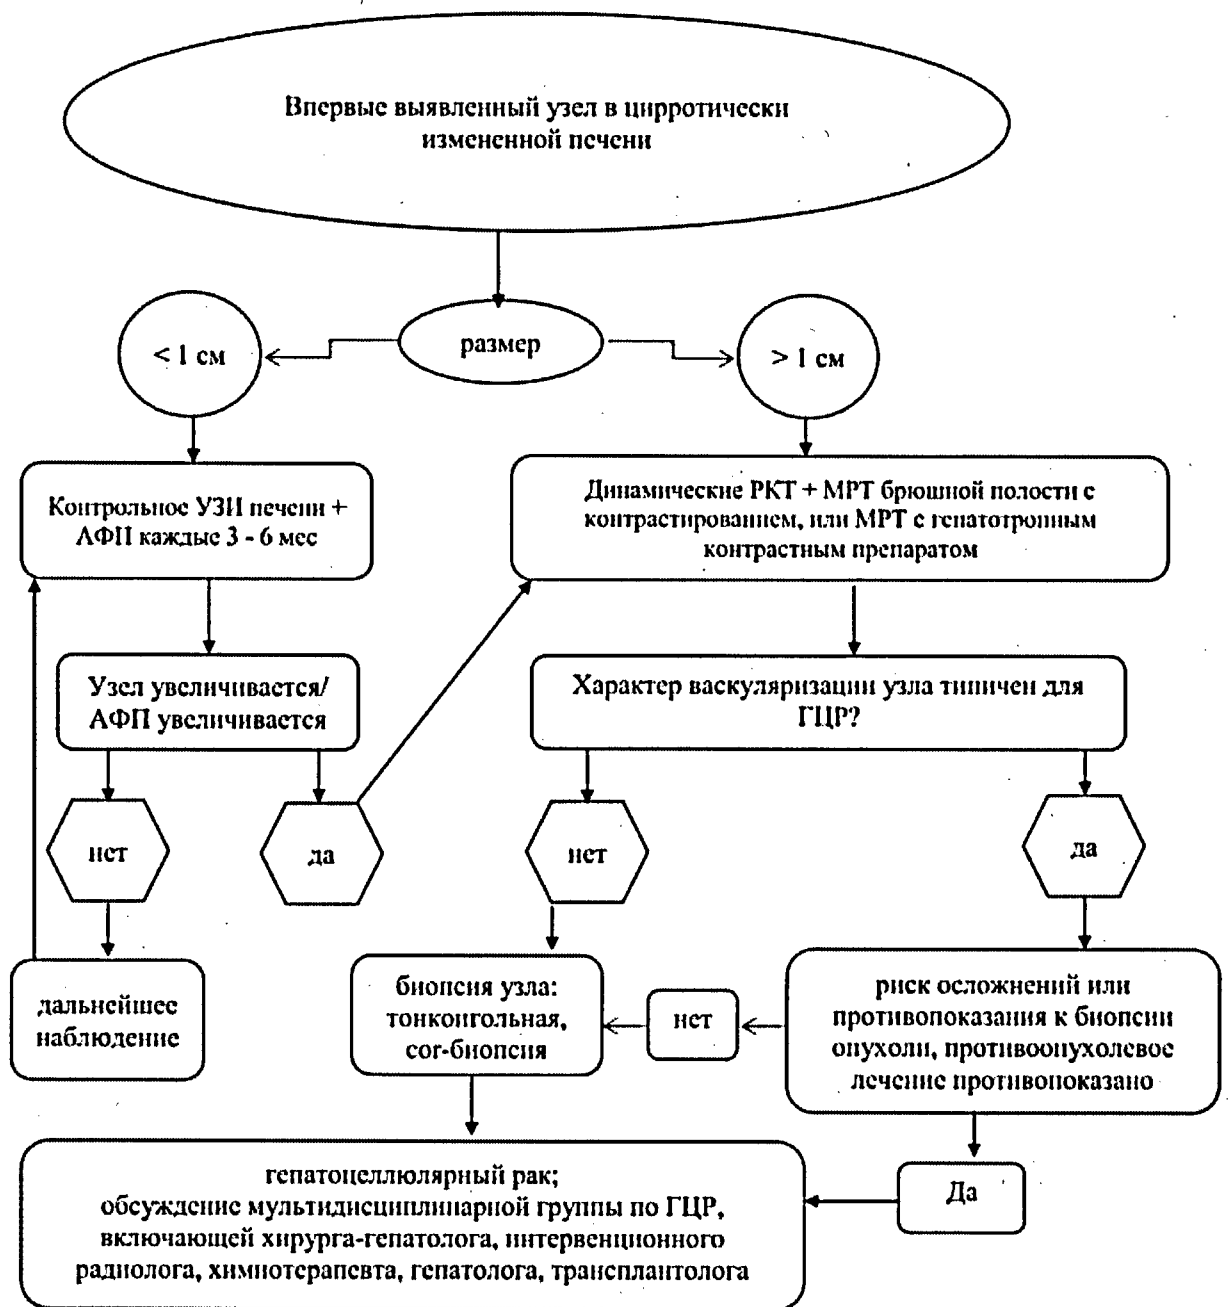 Впервые выявленный узел в цирротически
измененной печени
размер
< 1 см
> 1 см
Контрольное УЗИ печени +
АФП каждые 3 - 6 мес
Динамические РКТ + МРТ брюшной полости с
контрастированием, или МРТ с гепатотропным
контрастным препаратом
Узел увеличивается/
АФП увеличивается
Характер васкуляризации узла типичен для
ГЦР?
нет
да
нет
да
дальнейшее
наблюдение
биопсия узла:
тонкоигольная,
cor-биопсия
нет
риск осложнений или
противопоказания к биопсии
опухоли, противоопухолевое
лечение противопоказано
Да
гепатоцеллюлярный рак;
обсуждение мультидисциплинарной группы по ГЦР,
включающей хирурга-гепатолога, интервенционного
радиолога, химиотерапевта, гепатолога, трансплантолога